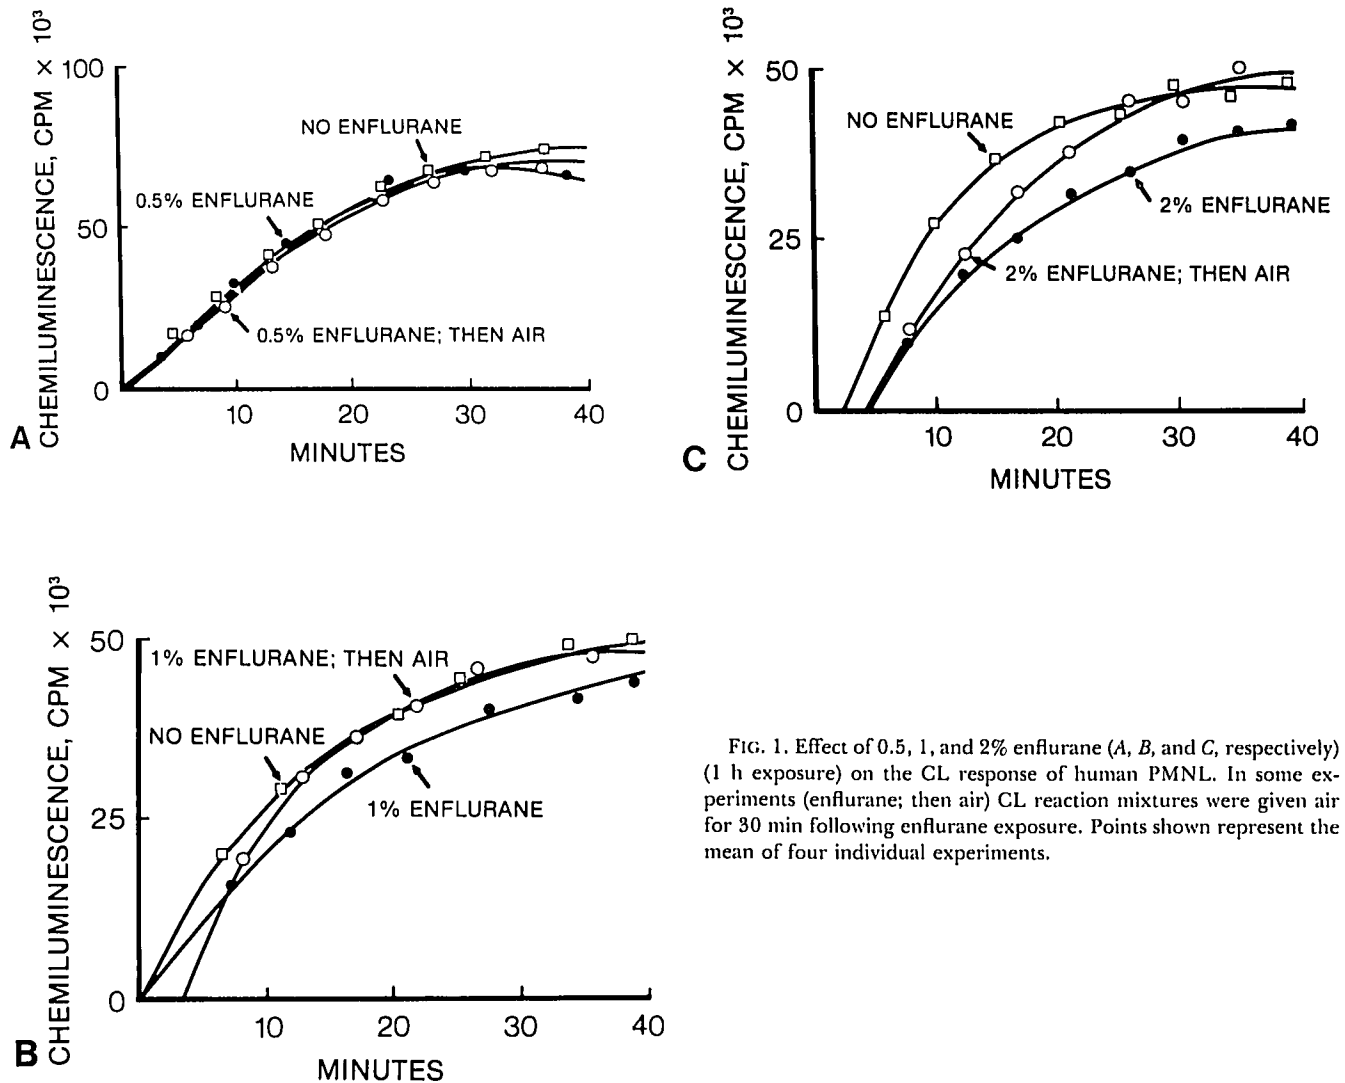 CHEMILUMINESCENCE, CPM × 10³
100
50
0
NO ENFLURANE
0.5% ENFLURANE
0.5% ENFLURANE; THEN AIR
10 20 30 40
MINUTES
A
CHEMILUMINESCENCE, CPM × 10³
50
25
0
NO ENFLURANE
2% ENFLURANE
2% ENFLURANE; THEN AIR
10 20 30 40
MINUTES
C
CHEMILUMINESCENCE, CPM × 10³
50
25
0
1% ENFLURANE; THEN AIR
NO ENFLURANE
1% ENFLURANE
10 20 30 40
MINUTES
B
FIG. 1. Effect of 0.5, 1, and 2% enflurane (A, B, and C, respectively)
(1 h exposure) on the CL response of human PMNL. In some ex-
periments (enflurane; then air) CL reaction mixtures were given air
for 30 min following enflurane exposure. Points shown represent the
mean of four individual experiments.